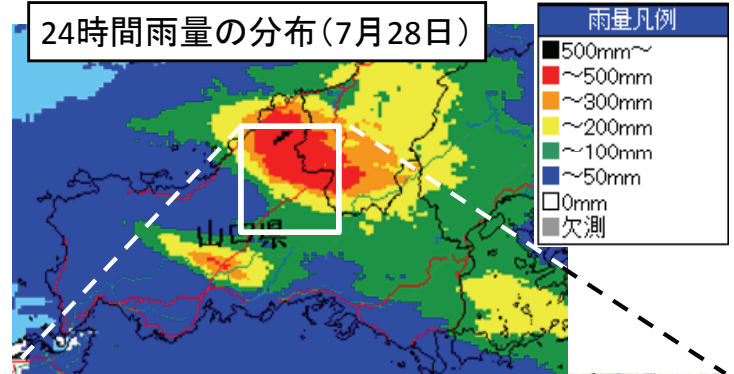 24時間雨量の分布(7月28日)
雨量凡例
500mm～
～500mm
～300mm
～200mm
～100mm
～50mm
0mm
欠測
山口県